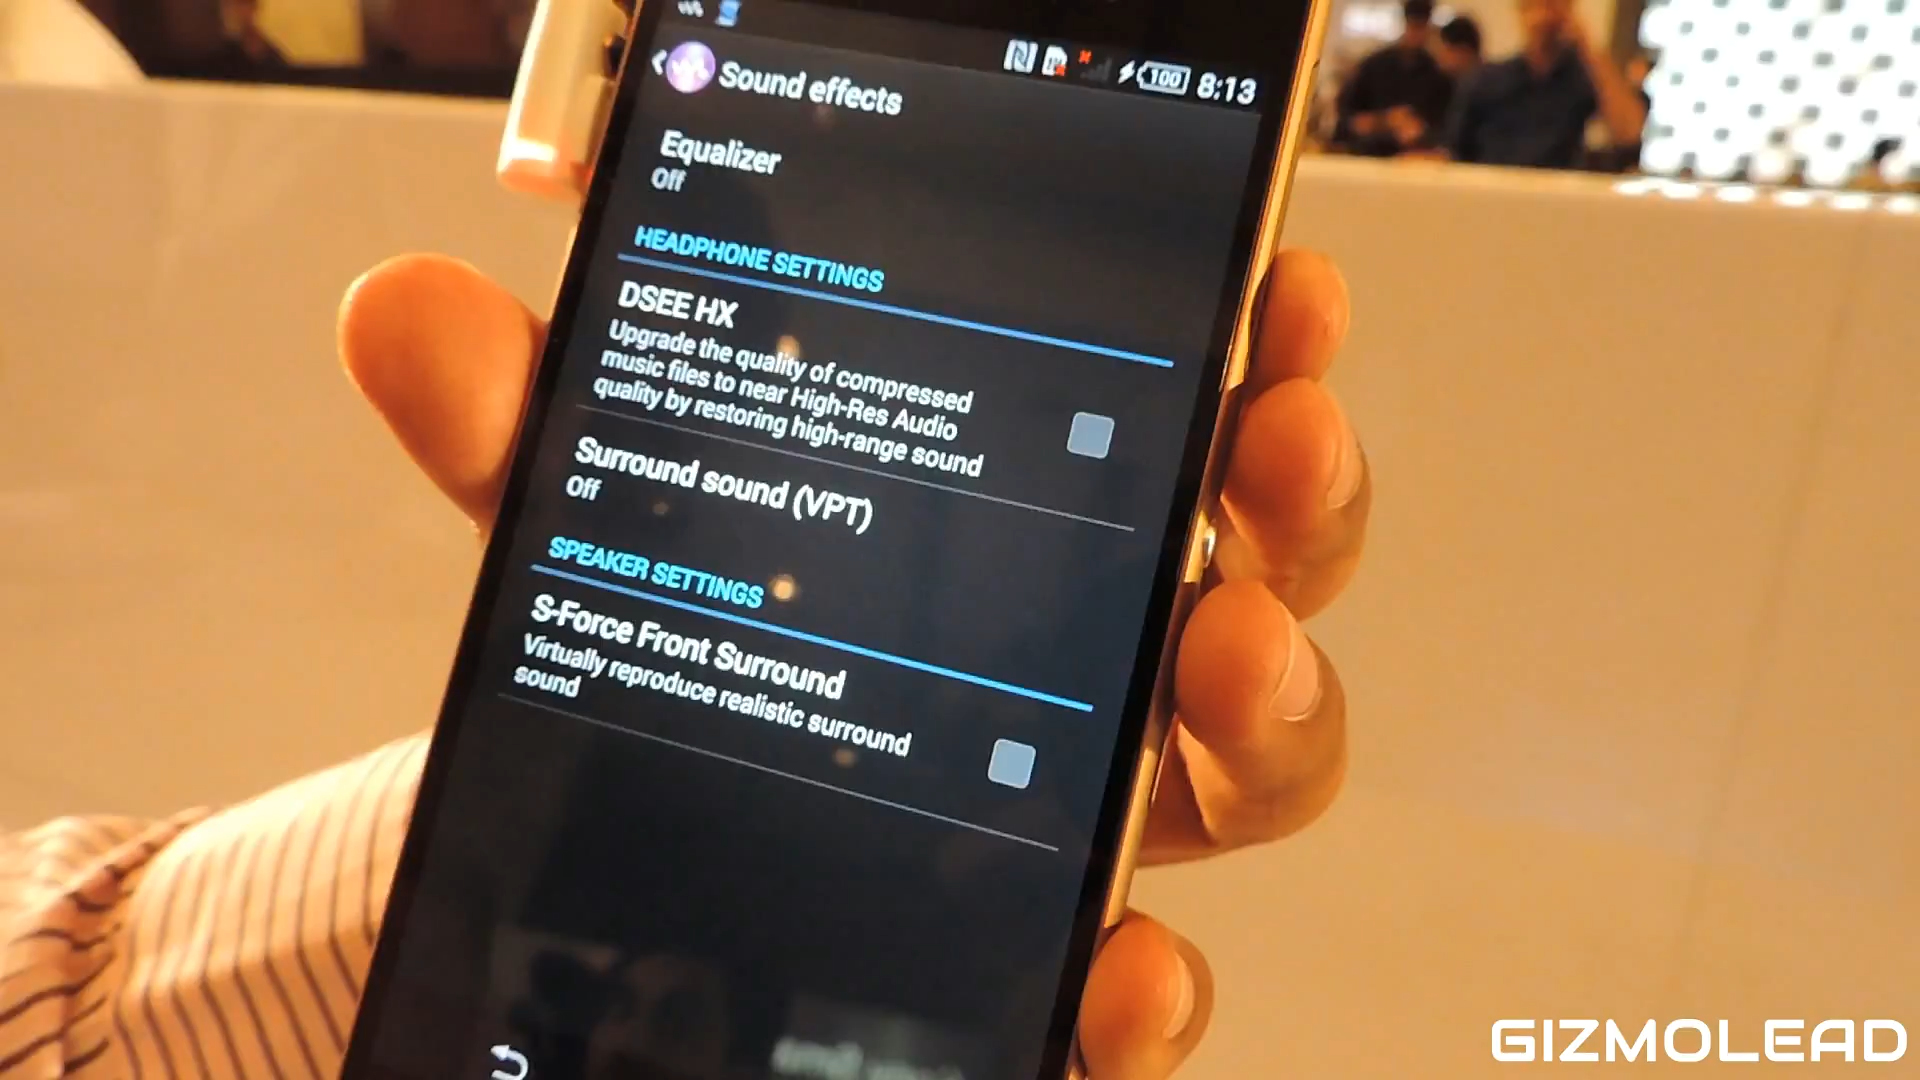 100 8:13
Sound effects
Equalizer
Off
HEADPHONE SETTINGS
DSEE HX
Upgrade the quality of compressed
music files to near High-Res Audio
quality by restoring high-range sound
Surround sound (VPT)
Off
SPEAKER SETTINGS
S-Force Front Surround
Virtually reproduce realistic surround
sound
GIZMOLEAD